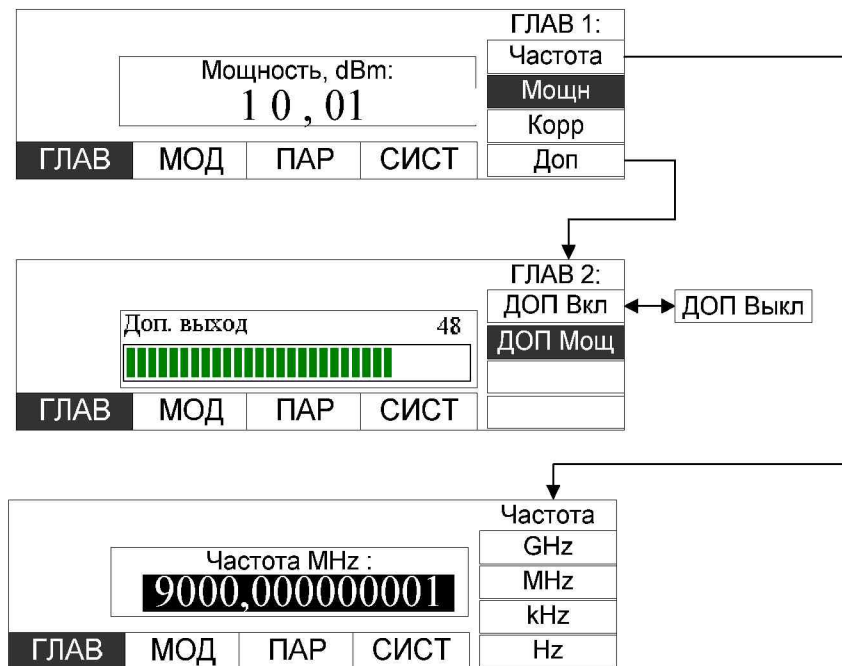 ГЛАВ 1:
Частота
Мощность, dBm:
10,01
Мощн
Корр
Доп
ГЛАВ МОД ПАР СИСТ
ГЛАВ 2:
ДОП Вкл ДОП Выкл
Доп. выход 48
ДОП Мощ
ГЛАВ МОД ПАР СИСТ
Частота
GHz
Частота MHz :
9000,000000001
MHz
kHz
Hz
ГЛАВ МОД ПАР СИСТ